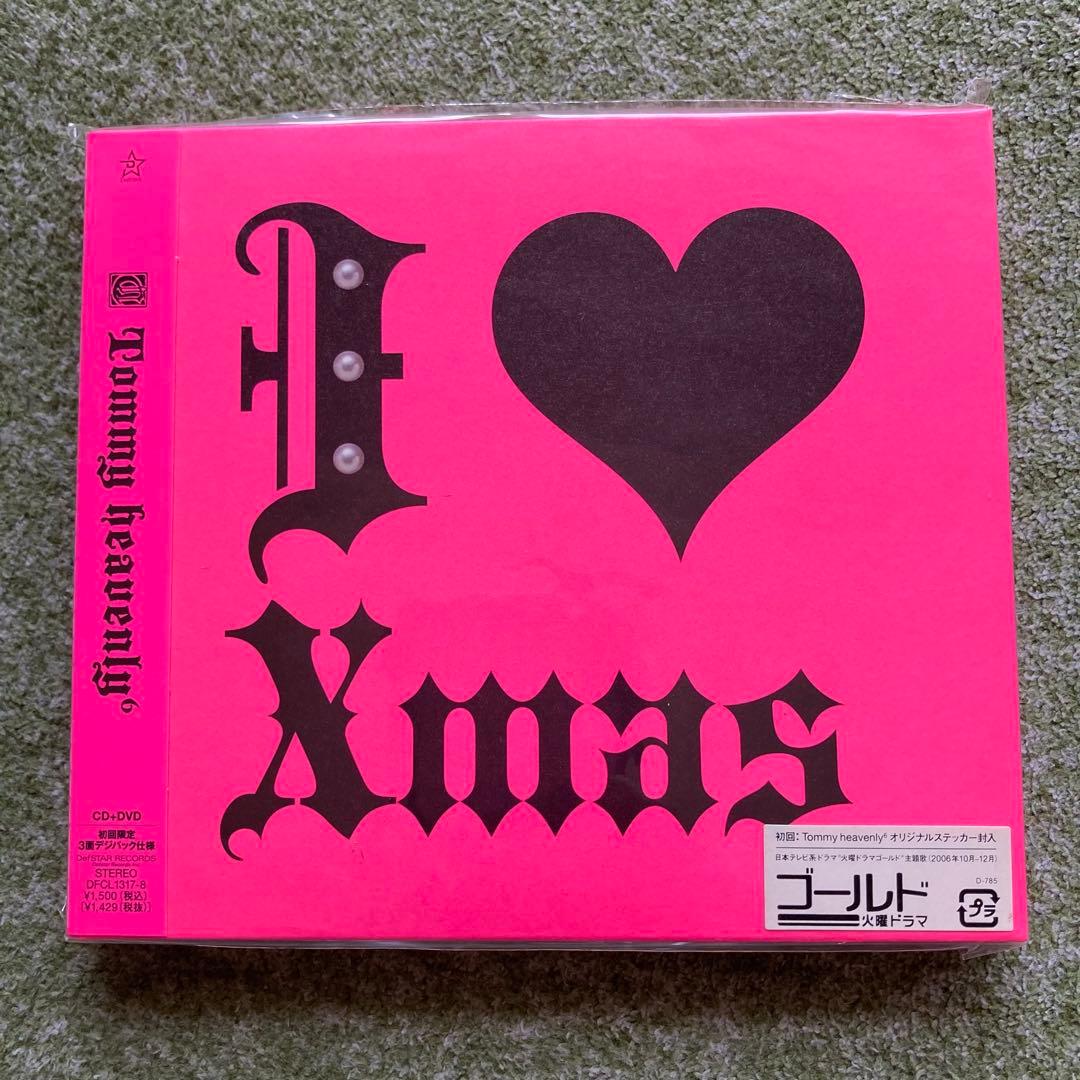 Tommy heavenly6
CD+DVD
初回限定
3面デジパック仕様
DefSTAR RECORDS
STEREO
DFCL1317-8
¥1,500(税込)
[¥1,429(税抜)]
I ♥
Xmas
初回: Tommy heavenly6 オリジナルステッカー封入
日本テレビ系ドラマ"火曜ドラマゴールド"主題歌(2006年10月–12月)
D-785
ゴールド
火曜ドラマ
プラ